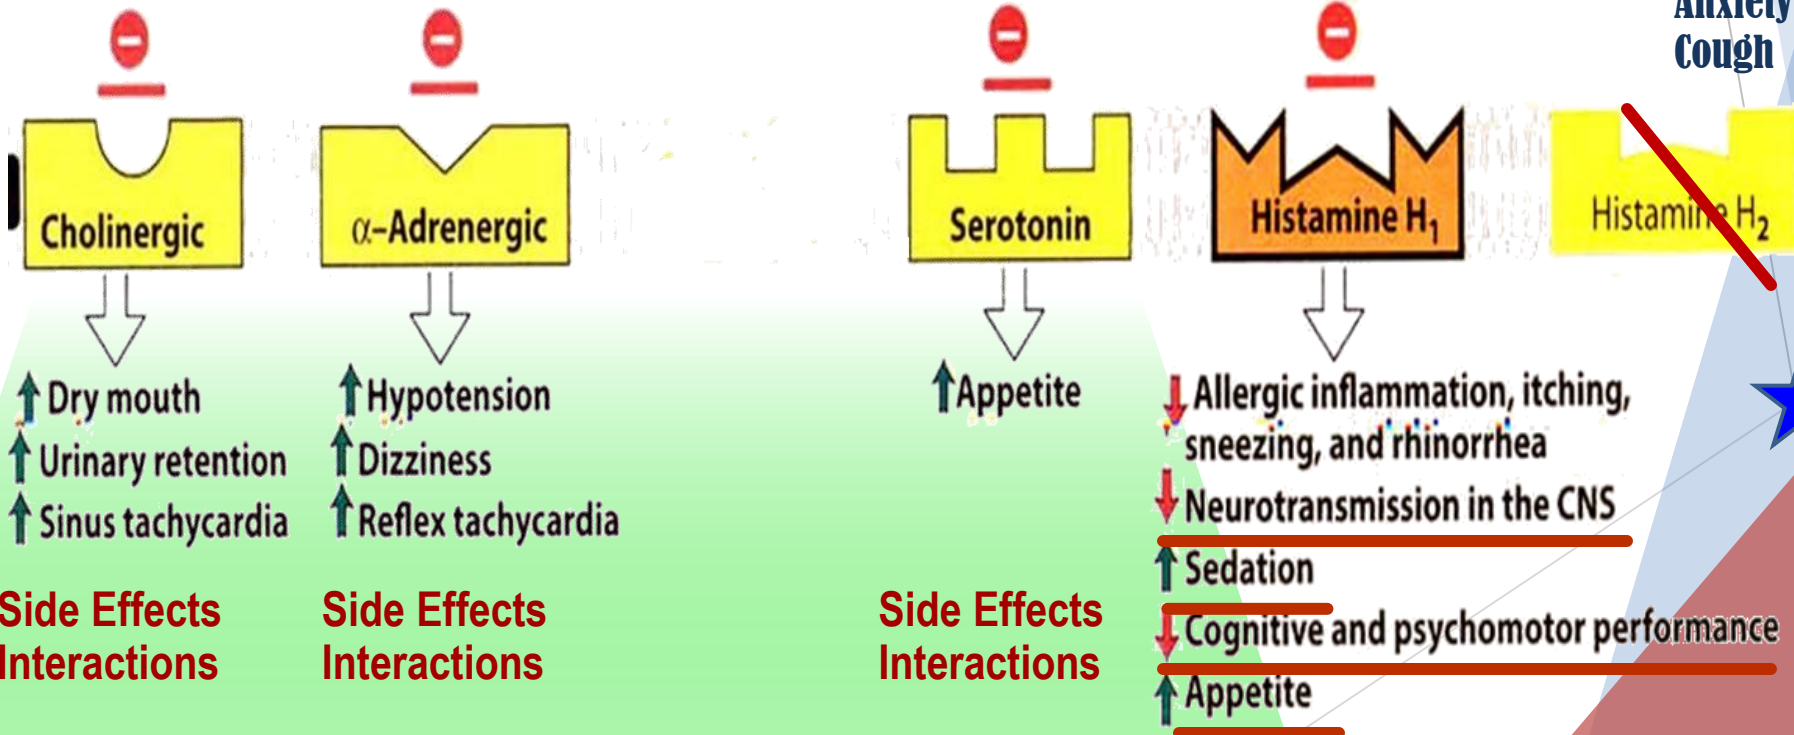 Anxiety
Cough
Cholinergic
α–Adrenergic
Serotonin
Histamine H1
Histamine H2
Dry mouth
Urinary retention
Sinus tachycardia
Side Effects
Interactions
Hypotension
Dizziness
Reflex tachycardia
Side Effects
Interactions
Appetite
Side Effects
Interactions
Allergic inflammation, itching,
sneezing, and rhinorrhea
Neurotransmission in the CNS
Sedation
Cognitive and psychomotor performance
Appetite